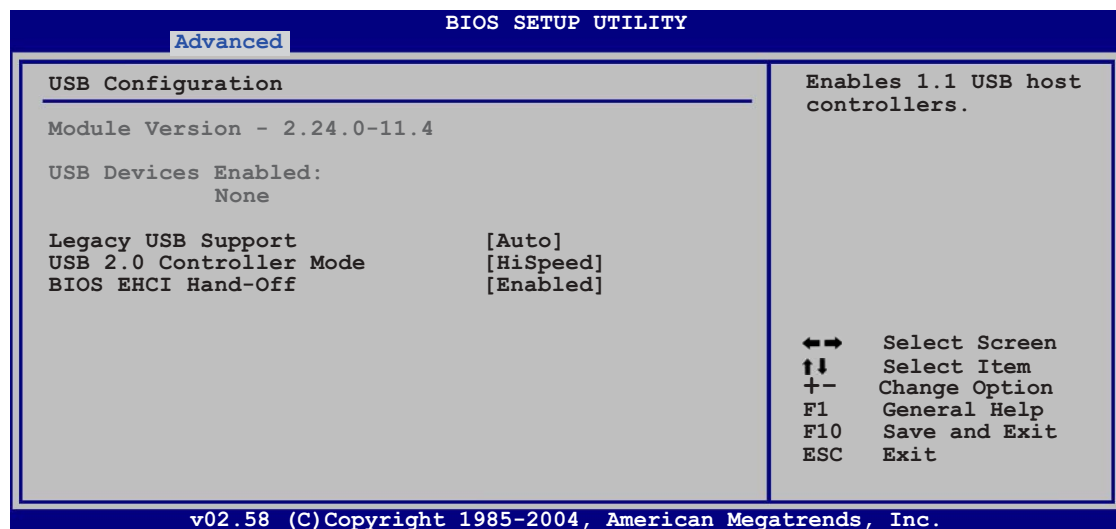 BIOS SETUP UTILITY
Advanced
USB Configuration
Module Version - 2.24.0-11.4
USB Devices Enabled:
None
Legacy USB Support [Auto]
USB 2.0 Controller Mode [HiSpeed]
BIOS EHCI Hand-Off [Enabled]
Enables 1.1 USB host
controllers.
←→ Select Screen
↑↓ Select Item
+- Change Option
F1 General Help
F10 Save and Exit
ESC Exit
v02.58 (C)Copyright 1985-2004, American Megatrends, Inc.